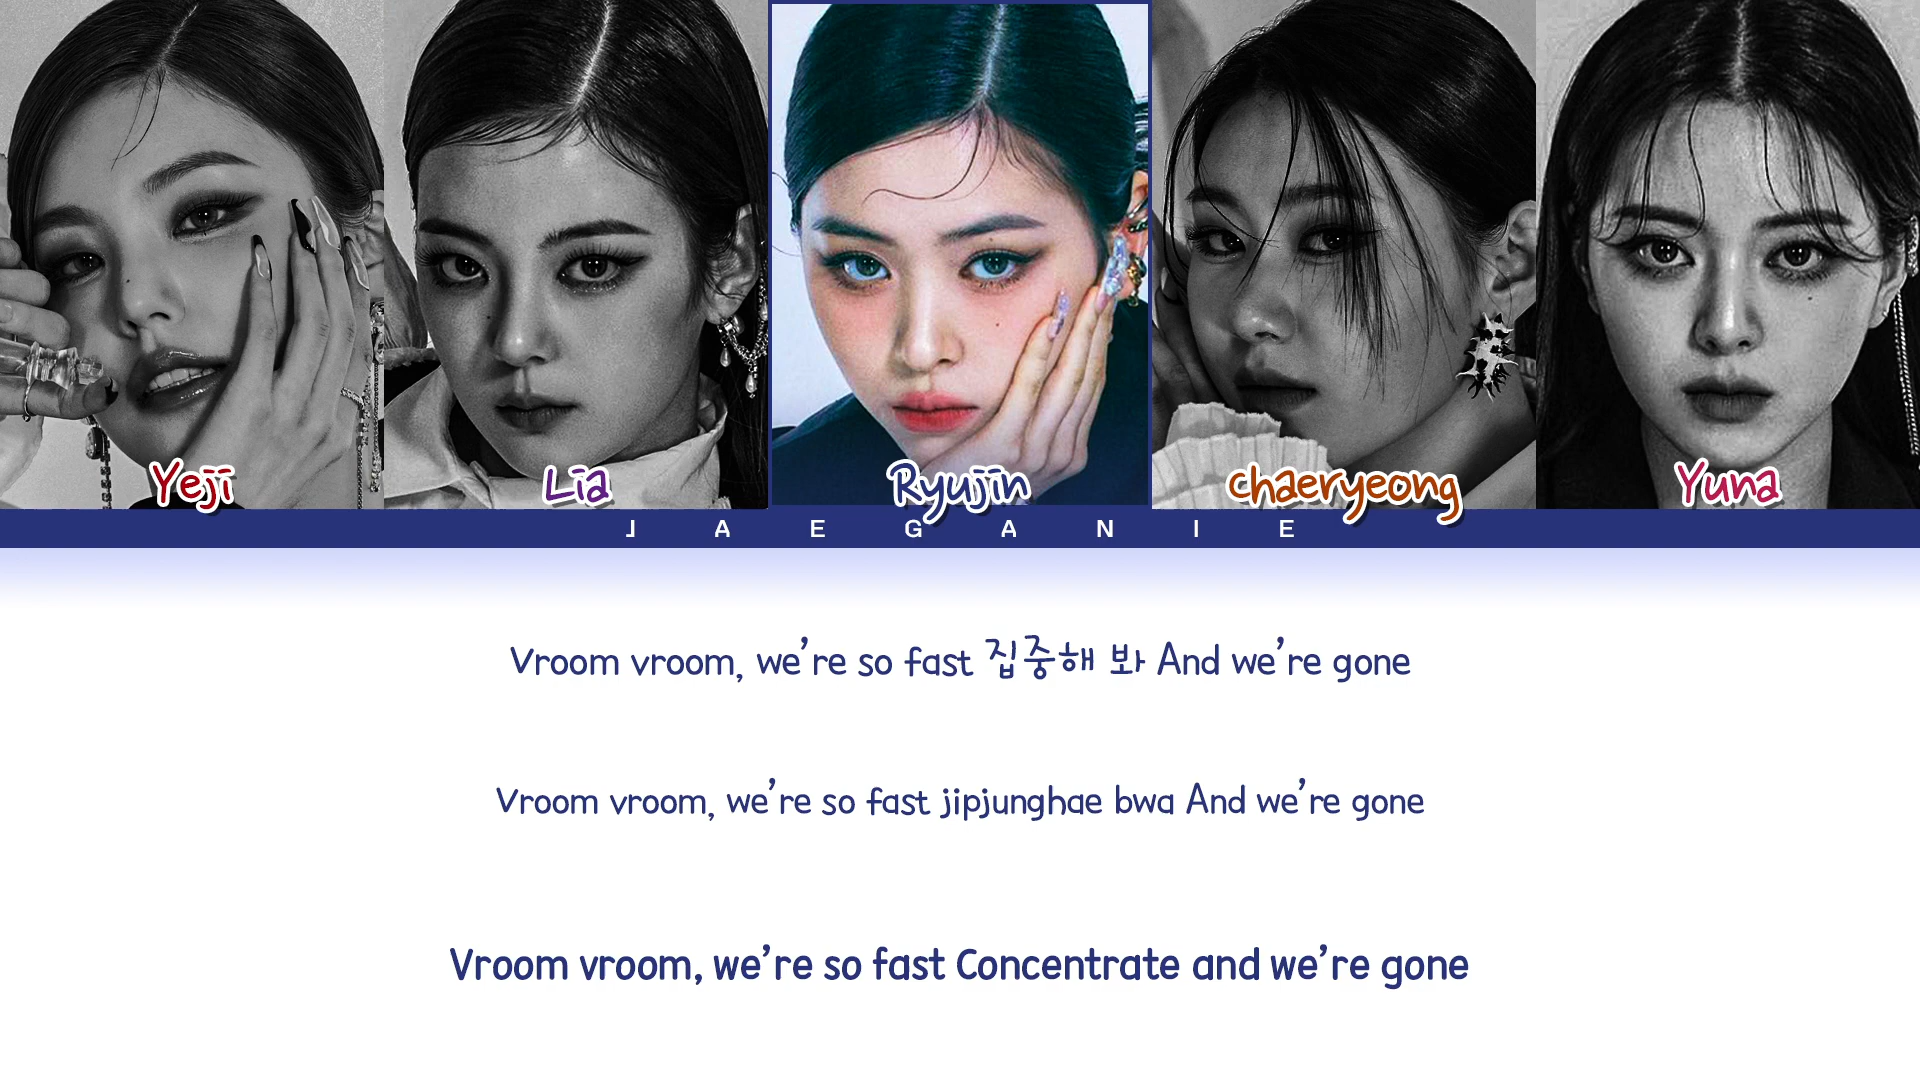 Yeji
Lia
Ryujin
chaeryeong
Yuna
JAEGANIE
Vroom vroom, we’re so fast 집중해 봐 And we’re gone
Vroom vroom, we’re so fast jipjunghae bwa And we’re gone
Vroom vroom, we’re so fast Concentrate and we’re gone